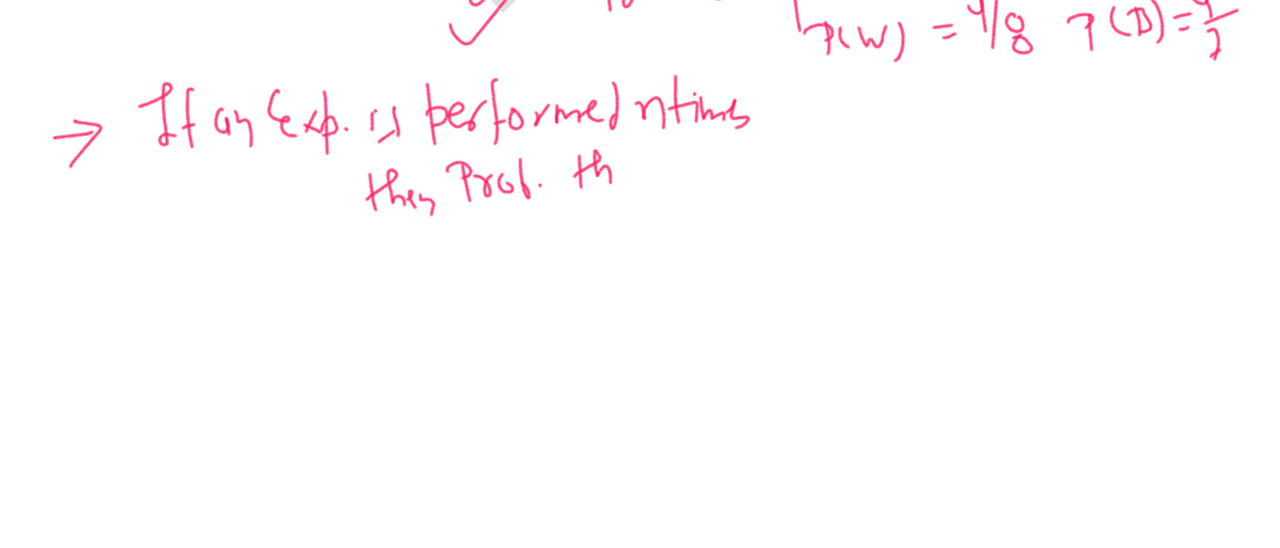 P(W) = 4/8 P(B) =
→ If an Exp. is performed n times
then Prob. th